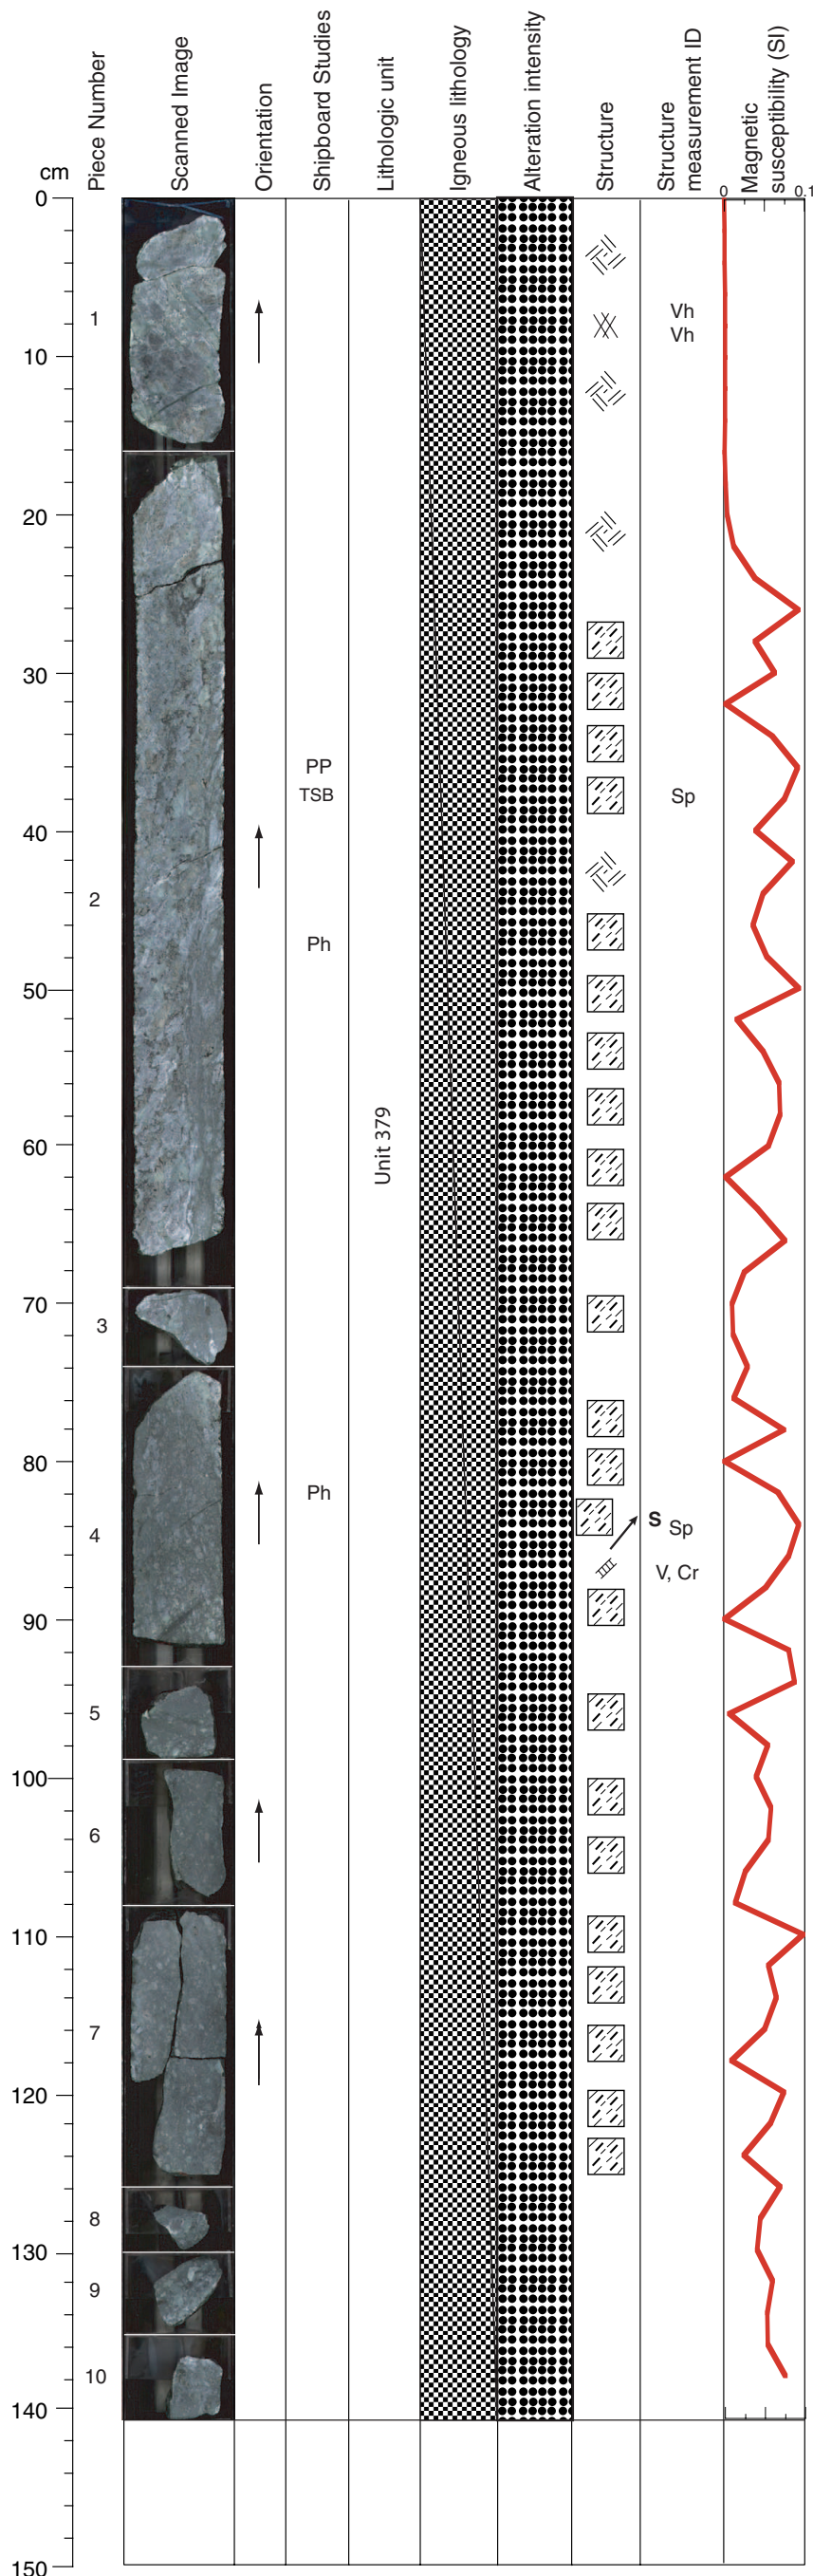 cm
Piece Number
Scanned Image
Orientation
Shipboard Studies
Lithologic unit
Igneous lithology
Alteration intensity
Structure
Structure
measurement ID
Magnetic
susceptibility (SI)
0 0.1
0
Vh
1
Vh
10
20
30
PP
TSB Sp
40
2
Ph
50
Unit 379
60
70
3
80
Ph
S Sp
4
V, Cr
90
5
100
6
110
7
120
8
130
9
10
140
150